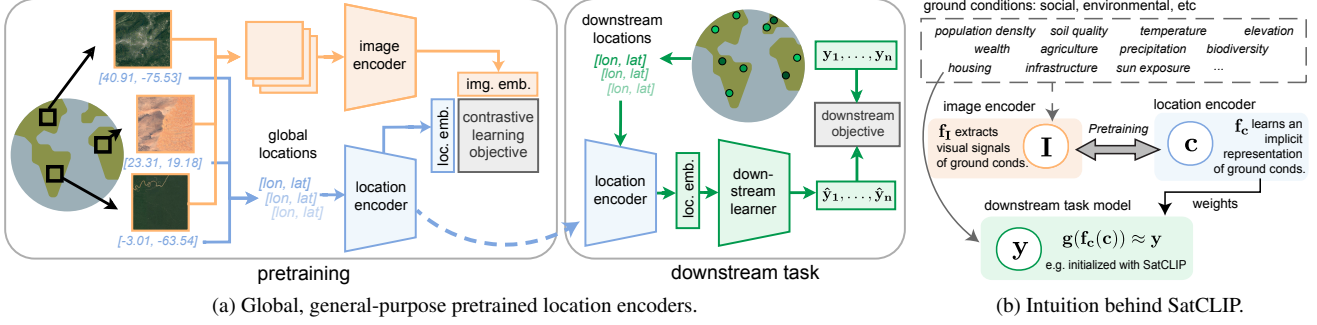 [40.91, -75.53]
[23.31, 19.18]
[-3.01, -63.54]
global
locations
[lon, lat]
[lon, lat]
[lon, lat]
image
encoder
img. emb.
loc. emb.
contrastive
learning
objective
location
encoder
pretraining
downstream
locations
[lon, lat]
[lon, lat]
[lon, lat]
location
encoder
loc. emb.
down-
stream
learner
y₁, . . . , yₙ
downstream
objective
ŷ₁, . . . , ŷₙ
downstream task
(a) Global, general-purpose pretrained location encoders.
ground conditions: social, environmental, etc
population density soil quality temperature elevation
wealth agriculture precipitation biodiversity
housing infrastructure sun exposure ...
image encoder
f_I extracts
visual signals
of ground conds.
I
Pretraining
location encoder
c
f_c learns an
implicit
representation
of ground conds.
weights
downstream task model
y
g(f_c(c)) ≈ y
e.g. initialized with SatCLIP
(b) Intuition behind SatCLIP.